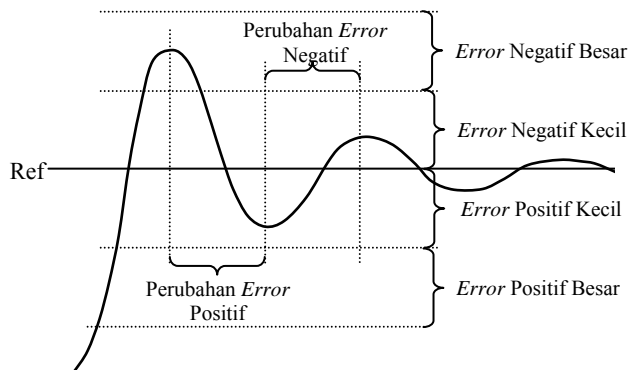 Perubahan Error
Negatif
Error Negatif Besar
Error Negatif Kecil
Ref
Error Positif Kecil
Perubahan Error
Positif
Error Positif Besar